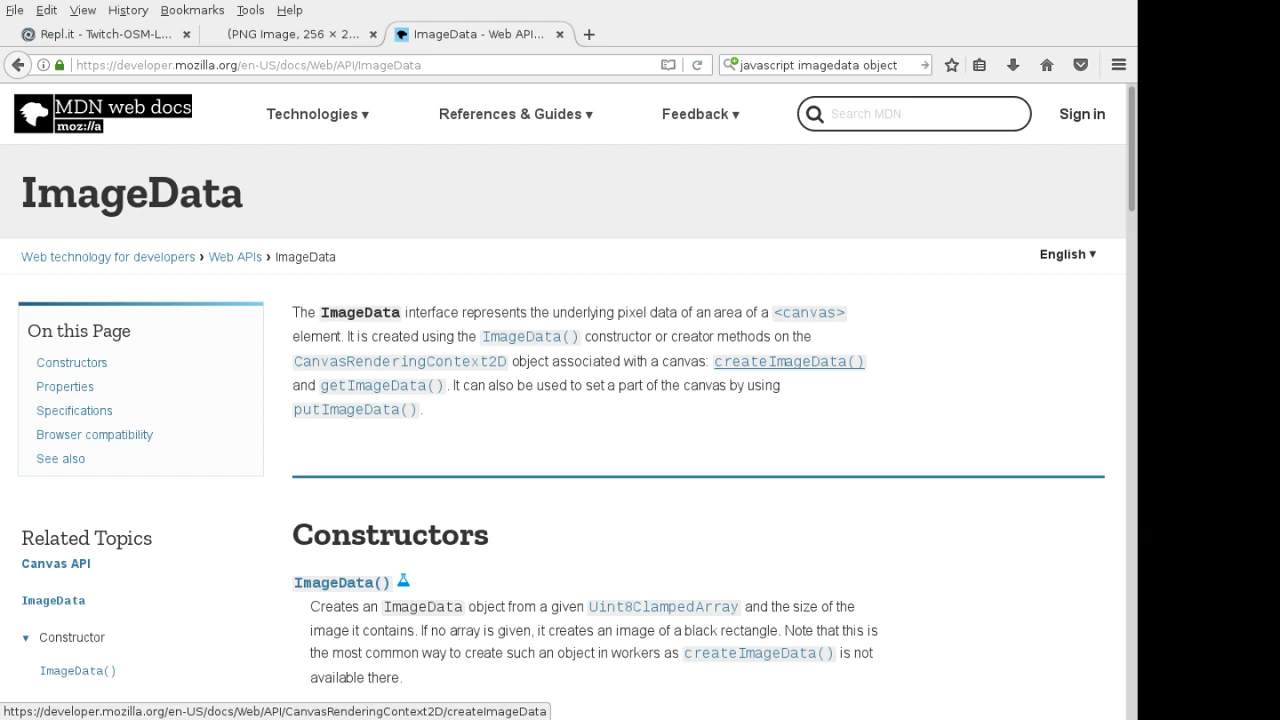 File Edit View History Bookmarks Tools Help
Repl.it - Twitch-OSM-L... × (PNG Image, 256 × 2... × ImageData - Web API... × +
https://developer.mozilla.org/en-US/docs/Web/API/ImageData javascript imagedata object
MDN web docs
moz://a
Technologies ▾ References & Guides ▾ Feedback ▾ Search MDN Sign in
ImageData
Web technology for developers › Web APIs › ImageData English ▾
On this Page
Constructors
Properties
Specifications
Browser compatibility
See also
Related Topics
Canvas API
ImageData
▾ Constructor
ImageData()
The ImageData interface represents the underlying pixel data of an area of a <canvas>
element. It is created using the ImageData() constructor or creator methods on the
CanvasRenderingContext2D object associated with a canvas: createImageData()
and getImageData(). It can also be used to set a part of the canvas by using
putImageData().
Constructors
ImageData()
Creates an ImageData object from a given Uint8ClampedArray and the size of the
image it contains. If no array is given, it creates an image of a black rectangle. Note that this is
the most common way to create such an object in workers as createImageData() is not
available there.
https://developer.mozilla.org/en-US/docs/Web/API/CanvasRenderingContext2D/createImageData